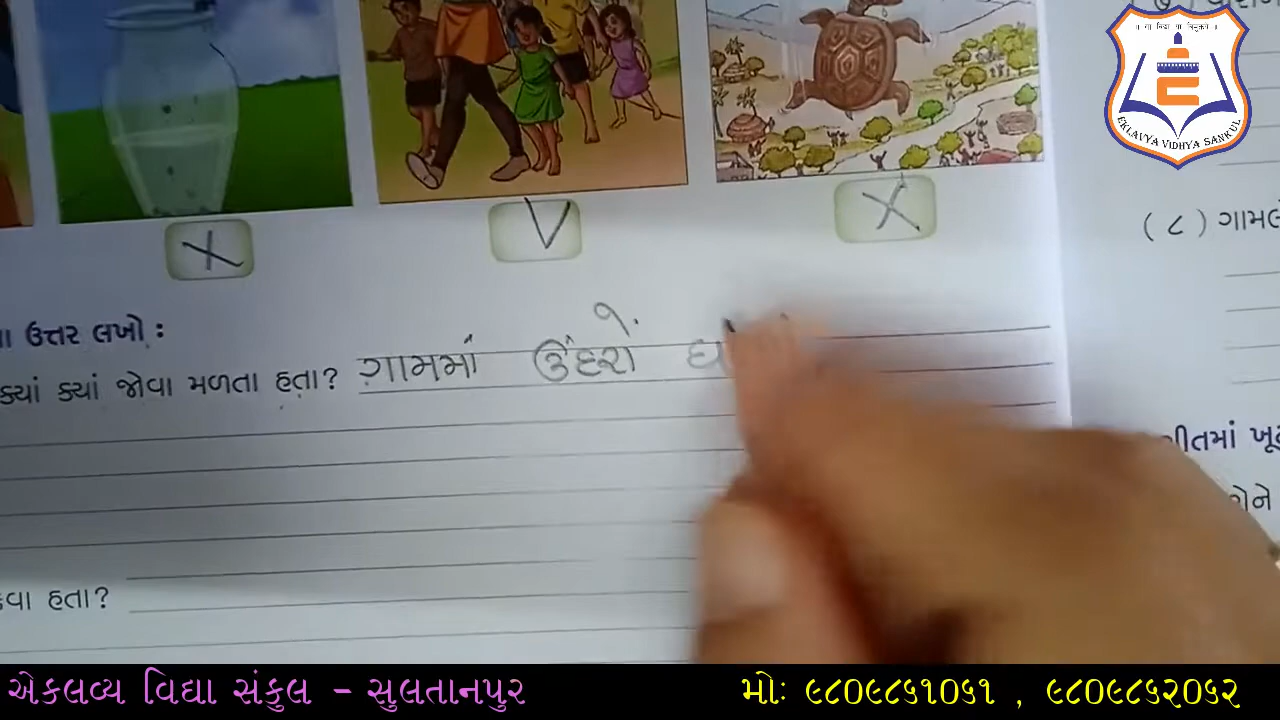 ॥ સા વિદ્યા યા વિમુક્તયે ॥
EKLAVYA VIDHYA SANKUL
X
V
X
( ૮ ) ગામલે
ઉત્તર લખો :
ક્યાં ક્યાં જોવા મળતા હતા? ગામમાં ઉંદરો
ગીતમાં
હતા?
એકલવ્ય વિદ્યા સંકુલ - સુલતાનપુર
મોઃ ૯૮૦૯૮૬૧૦૬૧ , ૯૮૦૯૮૬૨૦૬૨